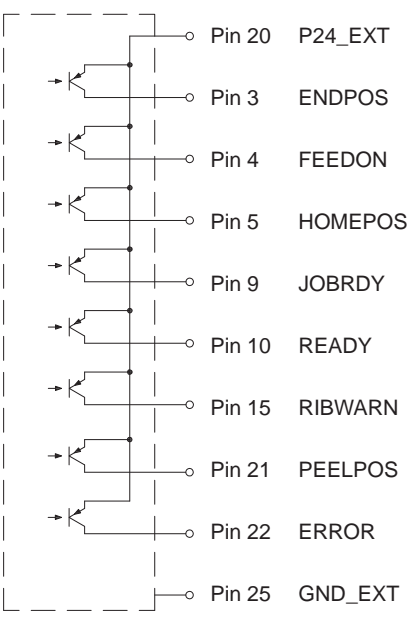 Pin 20 P24_EXT
Pin 3 ENDPOS
Pin 4 FEEDON
Pin 5 HOMEPOS
Pin 9 JOBRDY
Pin 10 READY
Pin 15 RIBWARN
Pin 21 PEELPOS
Pin 22 ERROR
Pin 25 GND_EXT